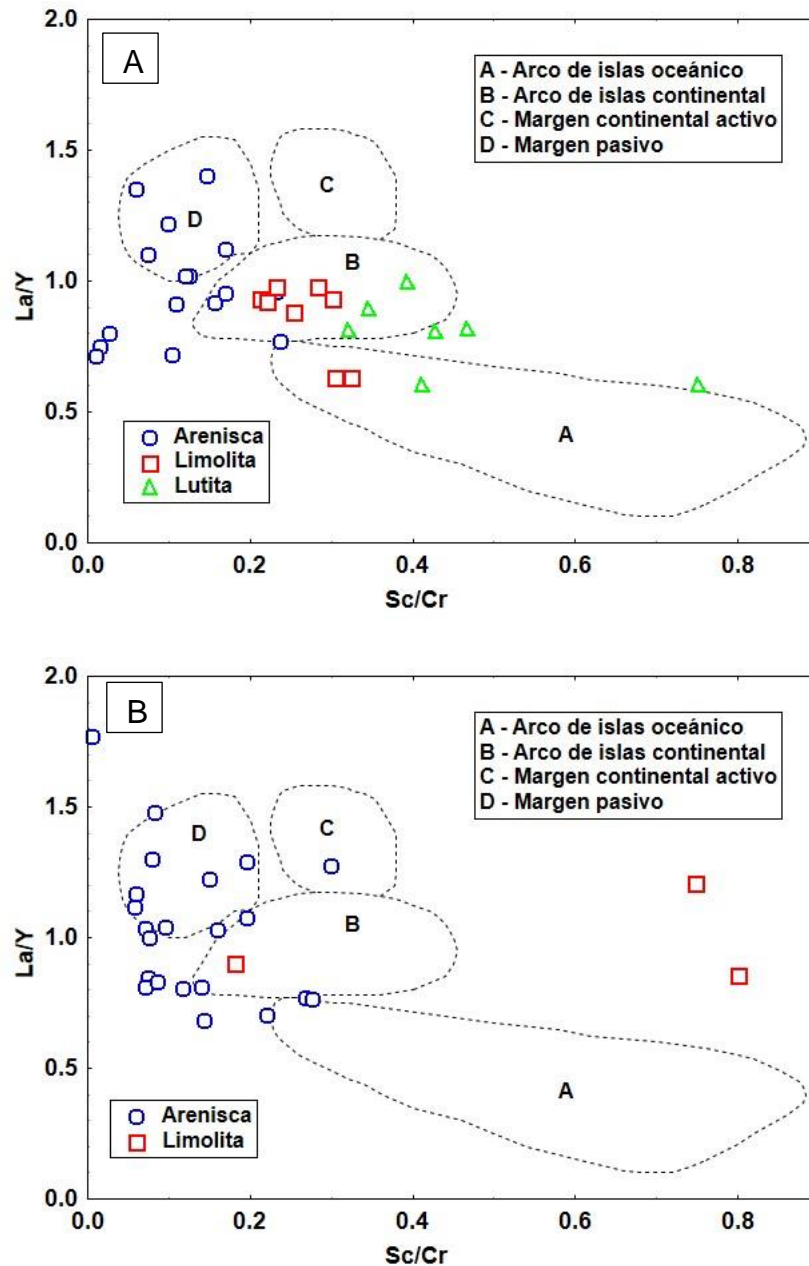 2.0
A
A - Arco de islas oceánico
B - Arco de islas continental
C - Margen continental activo
D - Margen pasivo
1.5
C
D
B
La/Y
1.0
0.5
A
Arenisca
Limolita
Lutita
0.0
0.0 0.2 0.4 0.6 0.8
Sc/Cr
2.0
B
A - Arco de islas oceánico
B - Arco de islas continental
C - Margen continental activo
D - Margen pasivo
1.5
D
C
B
La/Y
1.0
0.5
A
Arenisca
Limolita
0.0
0.0 0.2 0.4 0.6 0.8
Sc/Cr